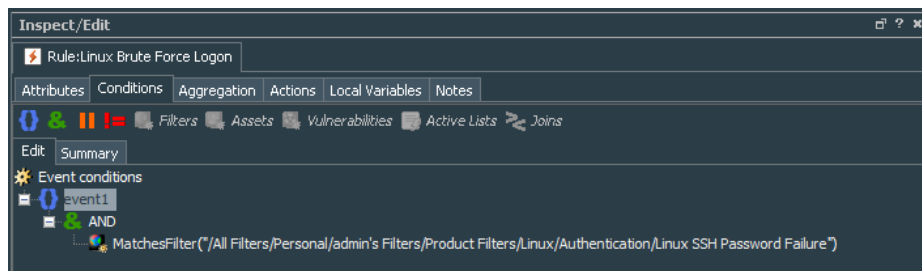 Inspect/Edit
Rule:Linux Brute Force Logon
Attributes Conditions Aggregation Actions Local Variables Notes
Filters Assets Vulnerabilities Active Lists Joins
Edit Summary
Event conditions
event1
AND
MatchesFilter("/All Filters/Personal/admin's Filters/Product Filters/Linux/Authentication/Linux SSH Password Failure")